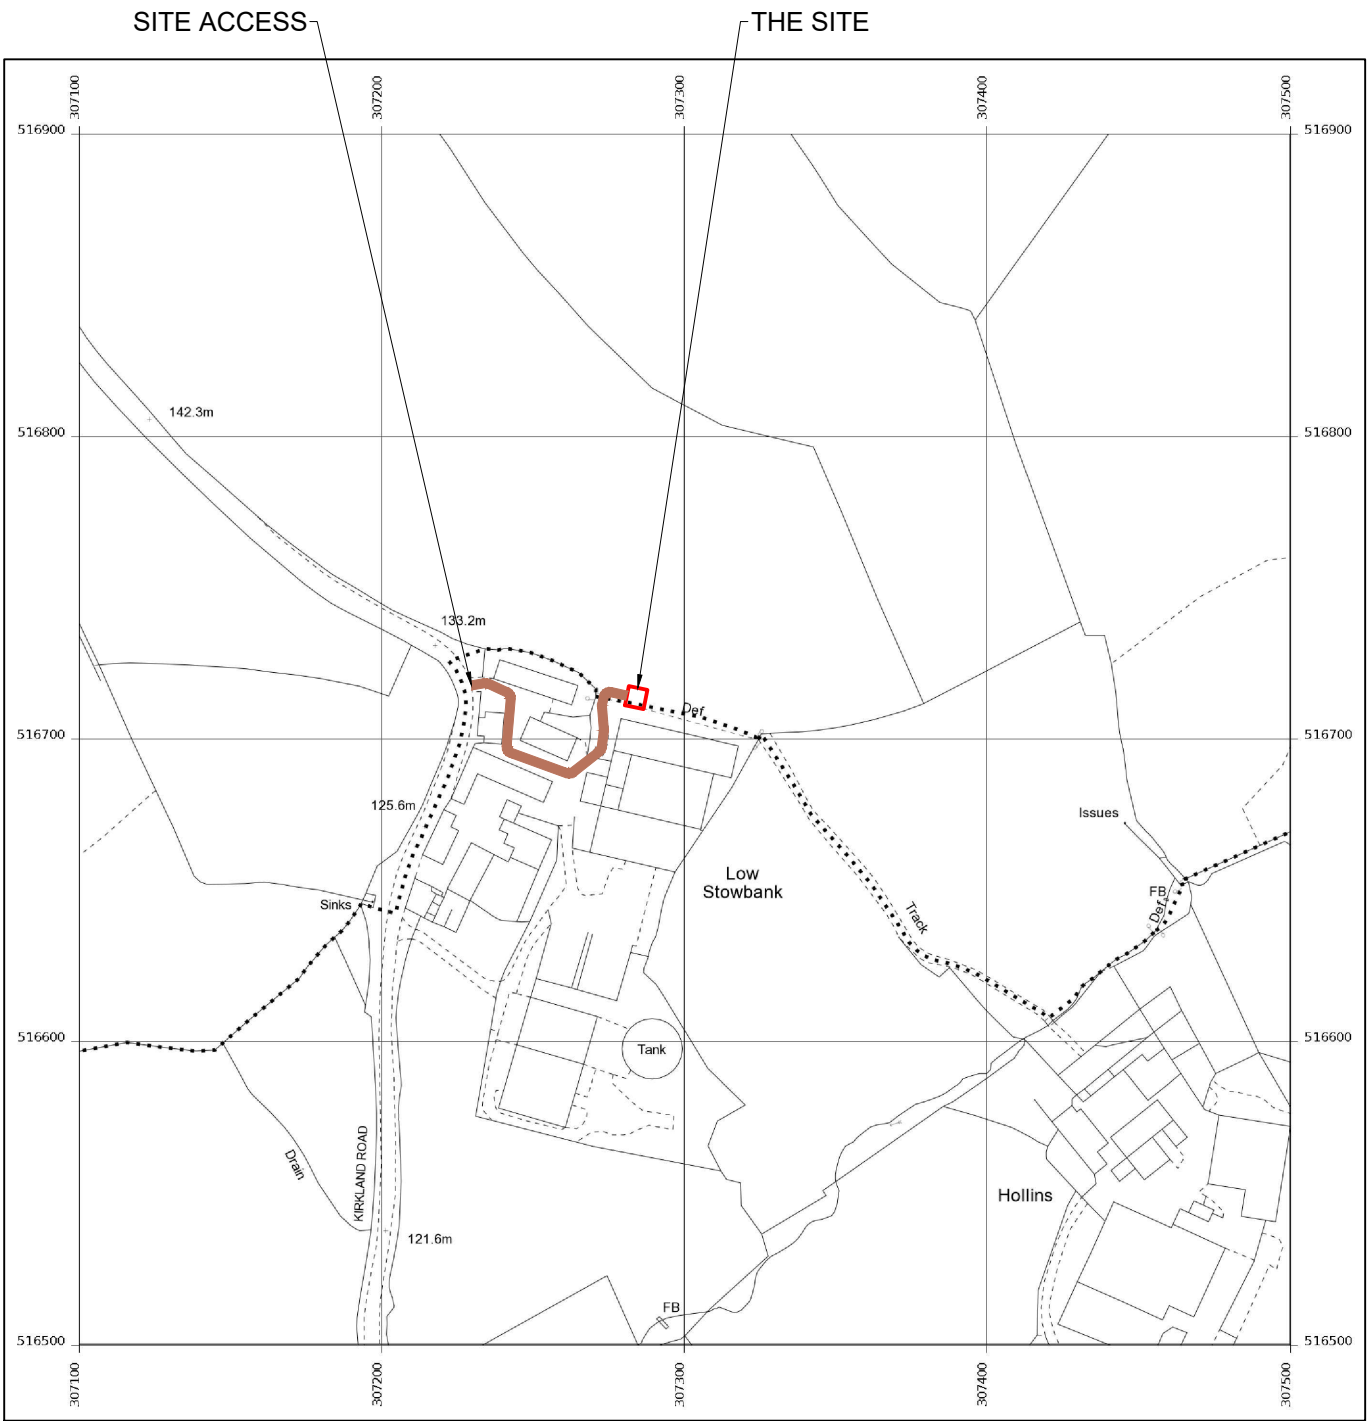 SITE ACCESS
THE SITE
307100
307200
307300
307400
307500
516900
516900
142.3m
516800
516800
133.2m
Def
516700
516700
125.6m
Issues
Low
Stowbank
Sinks
FB
Def
Track
516600
516600
Tank
Drain
KIRKLAND ROAD
Hollins
121.6m
FB
516500
516500
307100
307200
307300
307400
307500